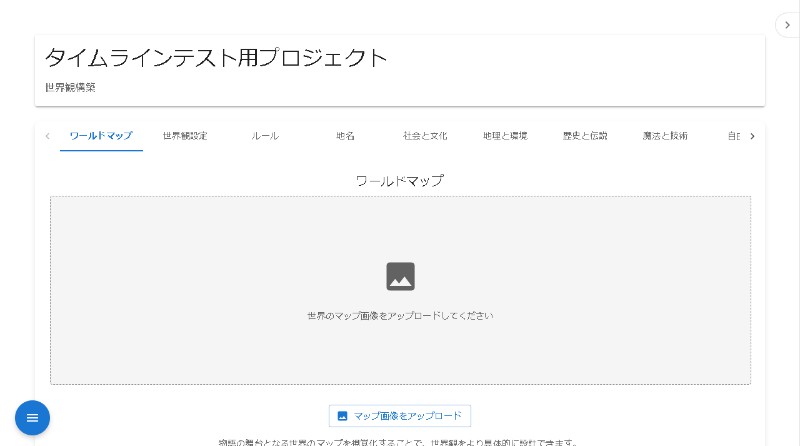 タイムラインテスト用プロジェクト
世界観構築
ワールドマップ 世界観設定 ルール 地名 社会と文化 地理と環境 歴史と伝説 魔法と技術
ワールドマップ
世界のマップ画像をアップロードしてください
マップ画像をアップロード
物語の舞台となる世界のマップを視覚化することで、世界観をより具体的に設計できます。